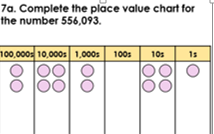 7a. Complete the place value chart for
the number 556,093.
100,000s 10,000s 1,000s 100s 10s 1s